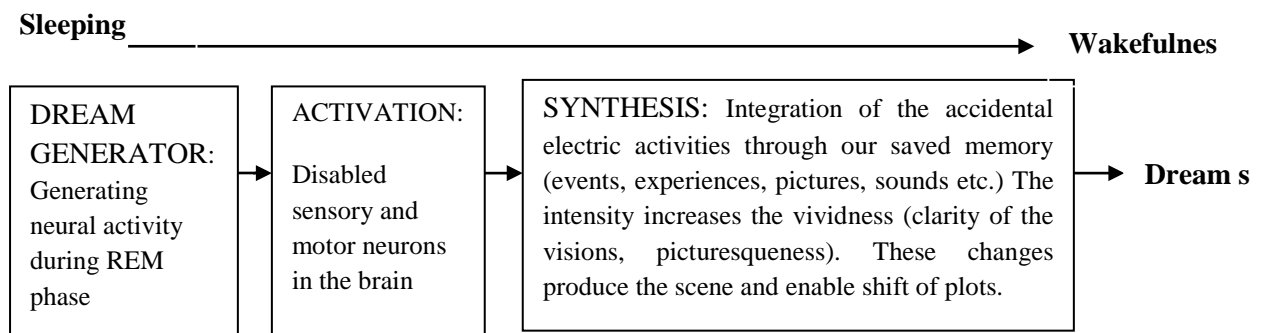 Sleeping
Wakefulnes
DREAM
GENERATOR:
Generating
neural activity
during REM
phase
ACTIVATION:
Disabled
sensory and
motor neurons
in the brain
SYNTHESIS: Integration of the accidental
electric activities through our saved memory
(events, experiences, pictures, sounds etc.) The
intensity increases the vividness (clarity of the
visions, picturesqueness). These changes
produce the scene and enable shift of plots.
Dream s